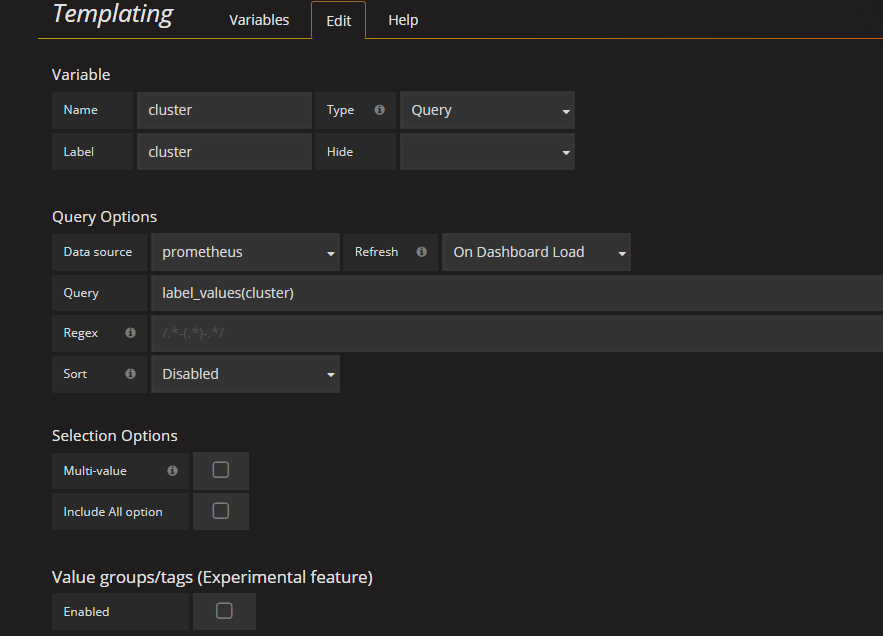 Templating Variables Edit Help
Variable
Name cluster Type Query
Label cluster Hide
Query Options
Data source prometheus Refresh On Dashboard Load
Query label_values(cluster)
Regex /.*-(.*)-.*/
Sort Disabled
Selection Options
Multi-value
Include All option
Value groups/tags (Experimental feature)
Enabled